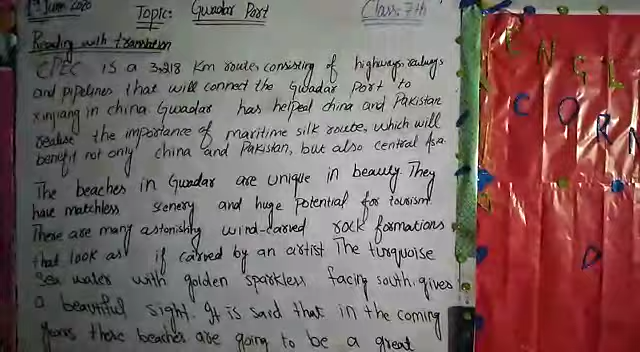 1st June 2020 Topic: Gwadar Port Class: 7th
Reading with translation
CPEC is a 3,218 Km route, consisting of highways, railways
and pipelines that will connect the Gwadar Port to
xinjiang in china. Gwadar has helped china and Pakistan
realise the importance of maritime silk route, which will
benefit not only china and Pakistan, but also central Asia.
The beaches in Gwadar are unique in beauty. They
have matchless scenery and huge potential for tourism.
There are many astonishing wind-carved rock formations
that look as if carved by an artist The turquoise
sea water with golden sparkless facing south, gives
a beautiful sight. It is said that in the coming
years these beaches are going to be a great
ENGL
CORN